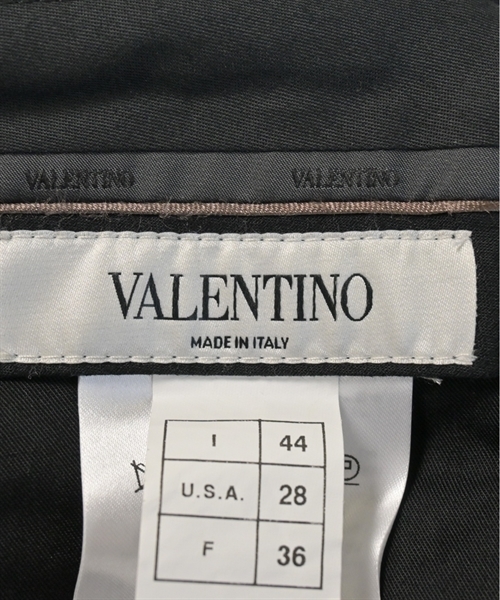 VALENTINO VALENTINO
VALENTINO
MADE IN ITALY
I 44
U.S.A. 28
F 36